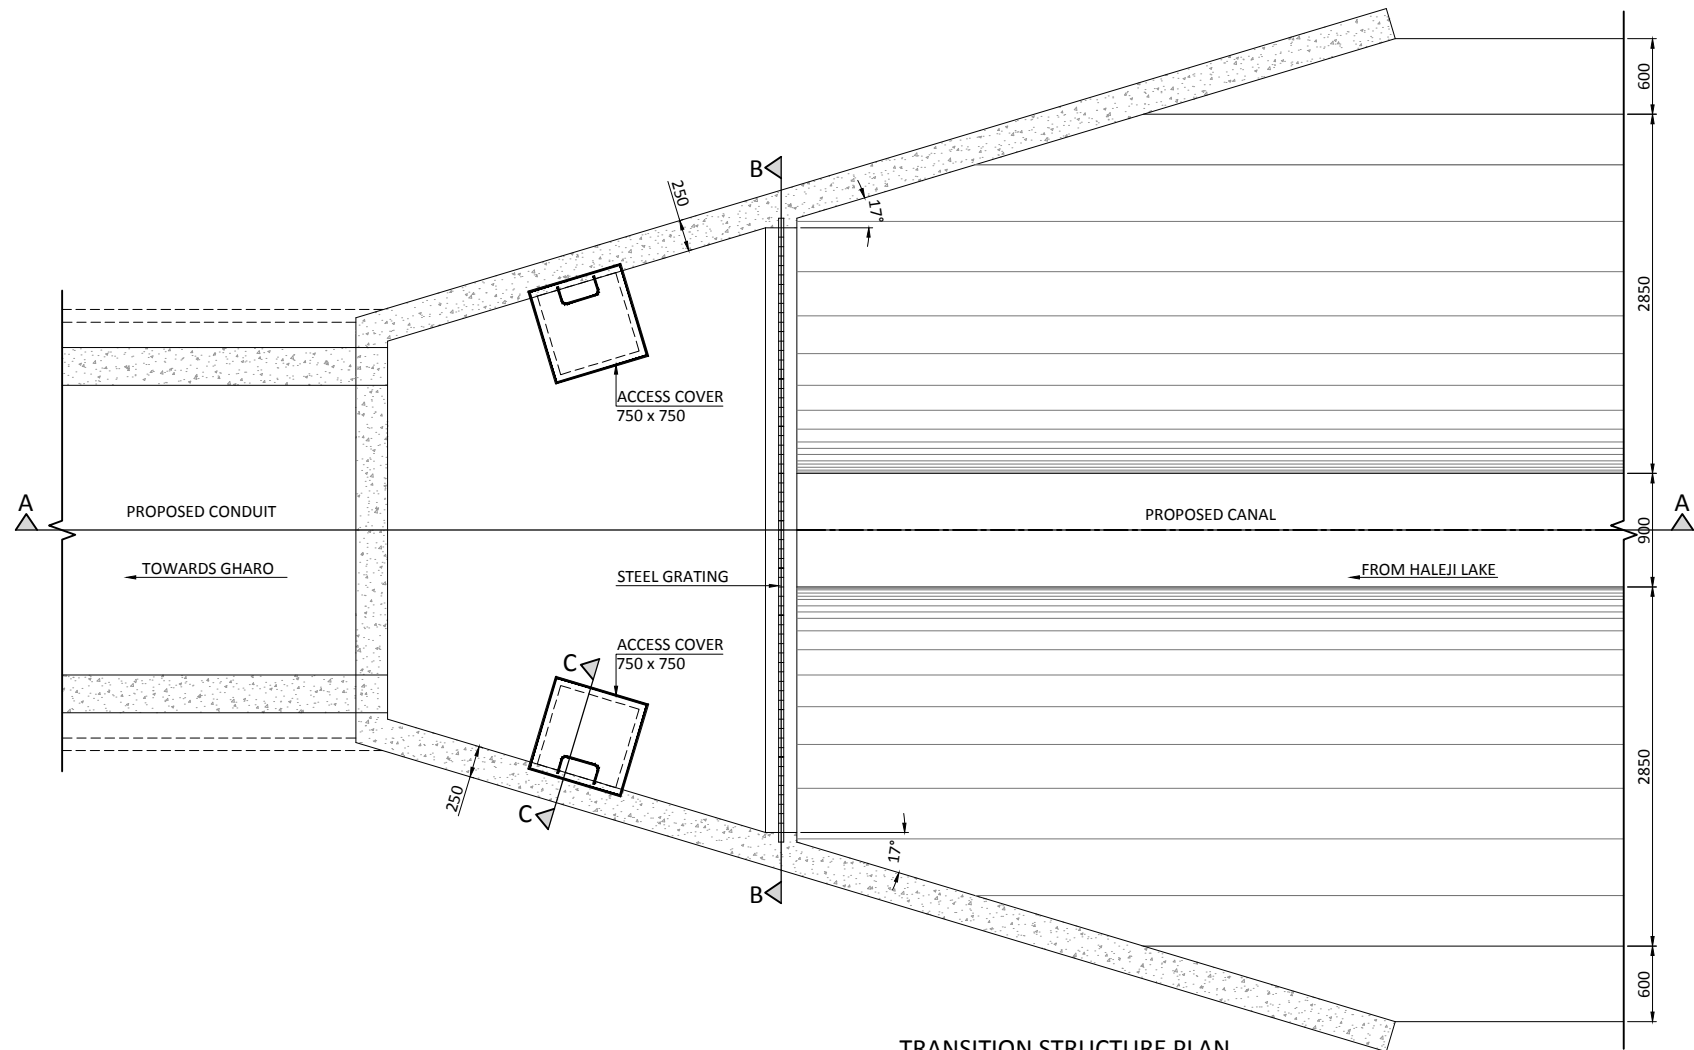 600
B
250
17°
2850
ACCESS COVER
750 x 750
A
A
PROPOSED CONDUIT
PROPOSED CANAL
900
TOWARDS GHARO
STEEL GRATING
FROM HALEJI LAKE
ACCESS COVER
750 x 750
C
2850
250
C
17°
B
600
TRANSITION STRUCTURE PLAN